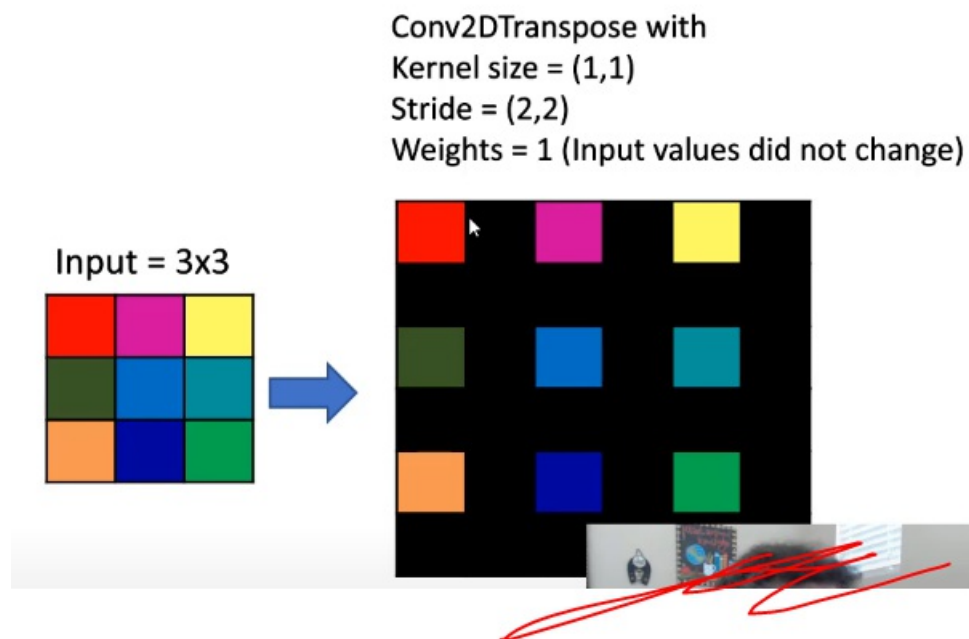 Conv2DTranspose with
Kernel size = (1,1)
Stride = (2,2)
Weights = 1 (Input values did not change)
Input = 3x3